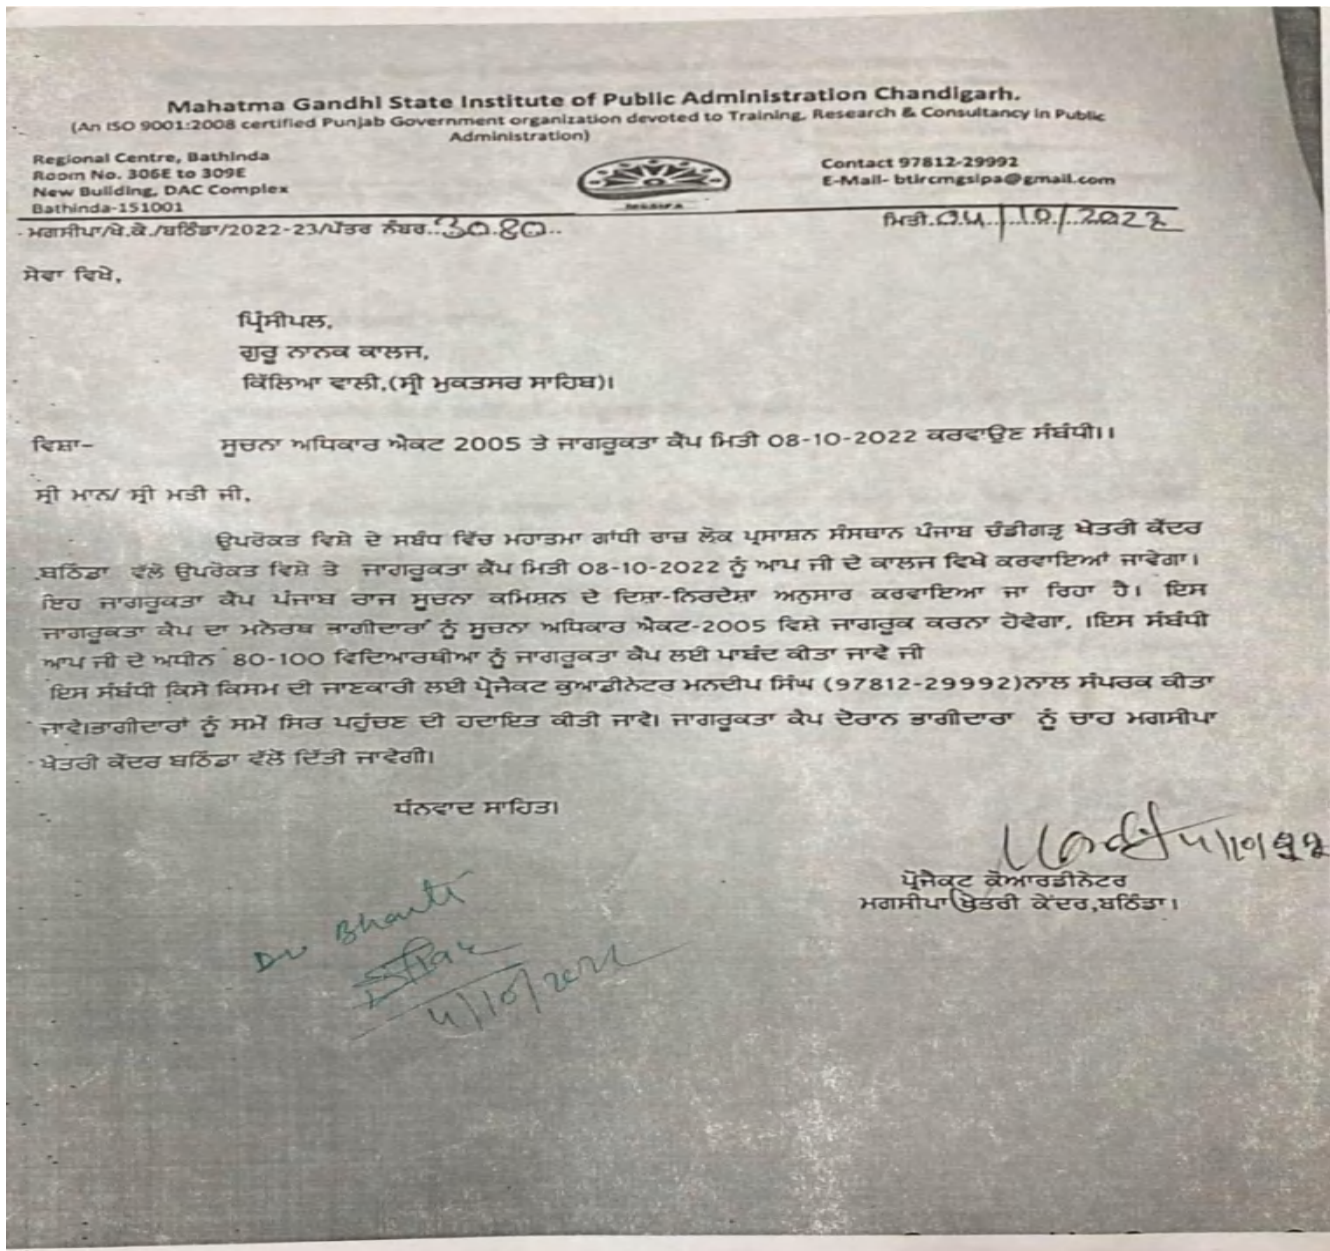 Mahatma Gandhi State Institute of Public Administration Chandigarh.
(An ISO 9001:2008 certified Punjab Government organization devoted to Training, Research & Consultancy in Public
Administration)
Regional Centre, Bathinda
Room No. 306E to 309E
New Building, DAC Complex
Bathinda-151001
Contact 97812-29992
E-Mail- btircmgsipa@gmail.com
ਮਗਸੀਪਾ/ਖੇ.ਕੇ./ਬਠਿੰਡਾ/2022-23/ਪੱਤਰ ਨੰਬਰ..3080..
ਮਿਤੀ.04/10/2022
ਸੇਵਾ ਵਿਖੇ,
ਪ੍ਰਿੰਸੀਪਲ,
ਗੁਰੂ ਨਾਨਕ ਕਾਲਜ,
ਕਿੱਲਿਆ ਵਾਲੀ,(ਸ੍ਰੀ ਮੁਕਤਸਰ ਸਾਹਿਬ)।
ਵਿਸ਼ਾ- ਸੂਚਨਾ ਅਧਿਕਾਰ ਐਕਟ 2005 ਤੇ ਜਾਗਰੂਕਤਾ ਕੈਂਪ ਮਿਤੀ 08-10-2022 ਕਰਵਾਉਣ ਸੰਬੰਧੀ।।
ਸ੍ਰੀ ਮਾਨ/ ਸ੍ਰੀ ਮਤੀ ਜੀ,
ਉਪਰੋਕਤ ਵਿਸ਼ੇ ਦੇ ਸਬੰਧ ਵਿੱਚ ਮਹਾਤਮਾ ਗਾਂਧੀ ਰਾਜ਼ ਲੋਕ ਪ੍ਰਸਾਸ਼ਨ ਸੰਸਥਾਨ ਪੰਜਾਬ ਚੰਡੀਗੜ੍ਹ ਖੇਤਰੀ ਕੇਂਦਰ
ਬਠਿੰਡਾ ਵੱਲੋਂ ਉਪਰੋਕਤ ਵਿਸ਼ੇ ਤੇ ਜਾਗਰੂਕਤਾ ਕੈਂਪ ਮਿਤੀ 08-10-2022 ਨੂੰ ਆਪ ਜੀ ਦੇ ਕਾਲਜ ਵਿਖੇ ਕਰਵਾਇਆਂ ਜਾਵੇਗਾ।
ਇਹ ਜਾਗਰੂਕਤਾ ਕੈਂਪ ਪੰਜਾਬ ਰਾਜ ਸੂਚਨਾ ਕਮਿਸ਼ਨ ਦੇ ਦਿਸ਼ਾ-ਨਿਰਦੇਸ਼ਾ ਅਨੁਸਾਰ ਕਰਵਾਇਆ ਜਾ ਰਿਹਾ ਹੈ। ਇਸ
ਜਾਗਰੂਕਤਾ ਕੈਂਪ ਦਾ ਮਨੋਰਥ ਭਾਗੀਦਾਰਾਂ ਨੂੰ ਸੂਚਨਾ ਅਧਿਕਾਰ ਐਕਟ-2005 ਵਿਸ਼ੇ ਜਾਗਰੂਕ ਕਰਨਾ ਹੋਵੇਗਾ, ।ਇਸ ਸੰਬੰਧੀ
ਆਪ ਜੀ ਦੇ ਅਧੀਨ 80-100 ਵਿਦਿਆਰਥੀਆ ਨੂੰ ਜਾਗਰੂਕਤਾ ਕੈਂਪ ਲਈ ਪਾਬੰਦ ਕੀਤਾ ਜਾਵੇ ਜੀ
ਇਸ ਸੰਬੰਧੀ ਕਿਸੇ ਕਿਸਮ ਦੀ ਜਾਣਕਾਰੀ ਲਈ ਪ੍ਰੋਜੈਕਟ ਕੁਆਡੀਨੇਟਰ ਮਨਦੀਪ ਸਿੰਘ (97812-29992)ਨਾਲ ਸੰਪਰਕ ਕੀਤਾ
ਜਾਵੇ।ਭਾਗੀਦਾਰਾਂ ਨੂੰ ਸਮੇਂ ਸਿਰ ਪਹੁੰਚਣ ਦੀ ਹਦਾਇਤ ਕੀਤੀ ਜਾਵੇ। ਜਾਗਰੂਕਤਾ ਕੈਂਪ ਦੌਰਾਨ ਭਾਗੀਦਾਰਾ ਨੂੰ ਚਾਹ ਮਗਸੀਪਾ
ਖੇਤਰੀ ਕੇਂਦਰ ਬਠਿੰਡਾ ਵੱਲੋਂ ਦਿੱਤੀ ਜਾਵੇਗੀ।
ਧੰਨਵਾਦ ਸਾਹਿਤ।
4/10/22
ਪ੍ਰੋਜੈਕਟ ਕੋਆਰਡੀਨੇਟਰ
ਮਗਸੀਪਾ ਖੇਤਰੀ ਕੇਂਦਰ,ਬਠਿੰਡਾ।
Dr Bharti
4/10/2022